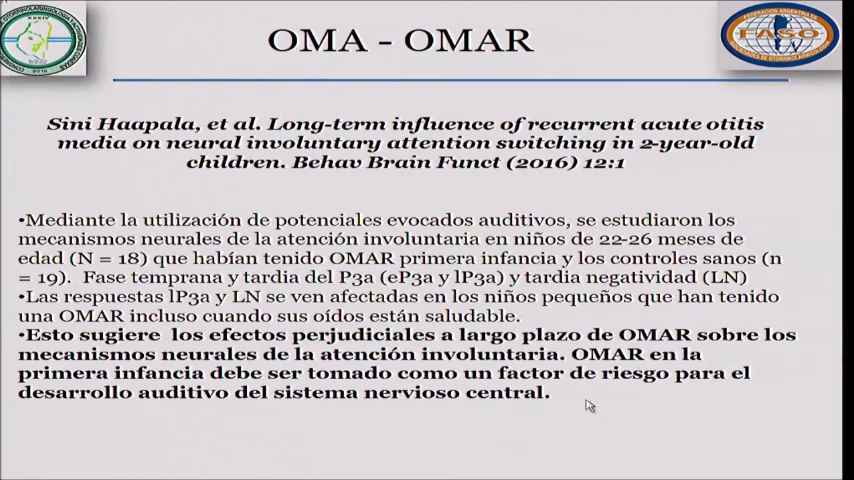 OMA - OMAR
FASO
Sini Haapala, et al. Long-term influence of recurrent acute otitis
media on neural involuntary attention switching in 2-year-old
children. Behav Brain Funct (2016) 12:1
•Mediante la utilización de potenciales evocados auditivos, se estudiaron los
mecanismos neurales de la atención involuntaria en niños de 22-26 meses de
edad (N = 18) que habían tenido OMAR primera infancia y los controles sanos (n
= 19).  Fase temprana y tardia del P3a (eP3a y lP3a) y tardia negatividad (LN)
•Las respuestas lP3a y LN se ven afectadas en los niños pequeños que han tenido
una OMAR incluso cuando sus oídos están saludable.
•Esto sugiere  los efectos perjudiciales a largo plazo de OMAR sobre los
mecanismos neurales de la atención involuntaria. OMAR en la
primera infancia debe ser tomado como un factor de riesgo para el
desarrollo auditivo del sistema nervioso central.